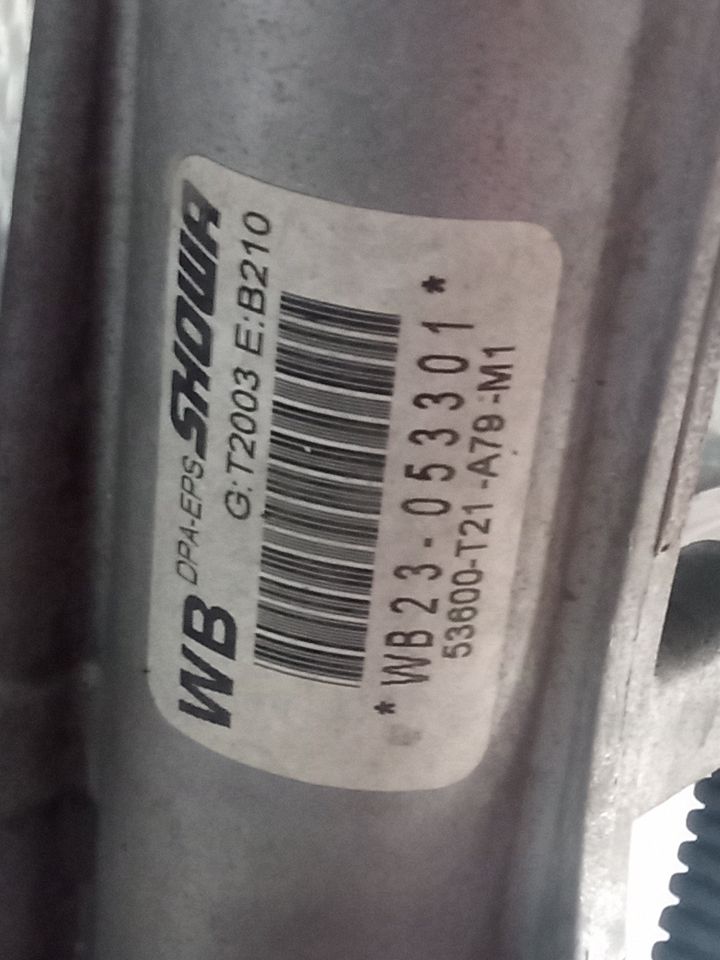 WB DPA-EPS SHOWA
G:T2003 E:B210
*WB23-053301*
53600-T21-A79-M1